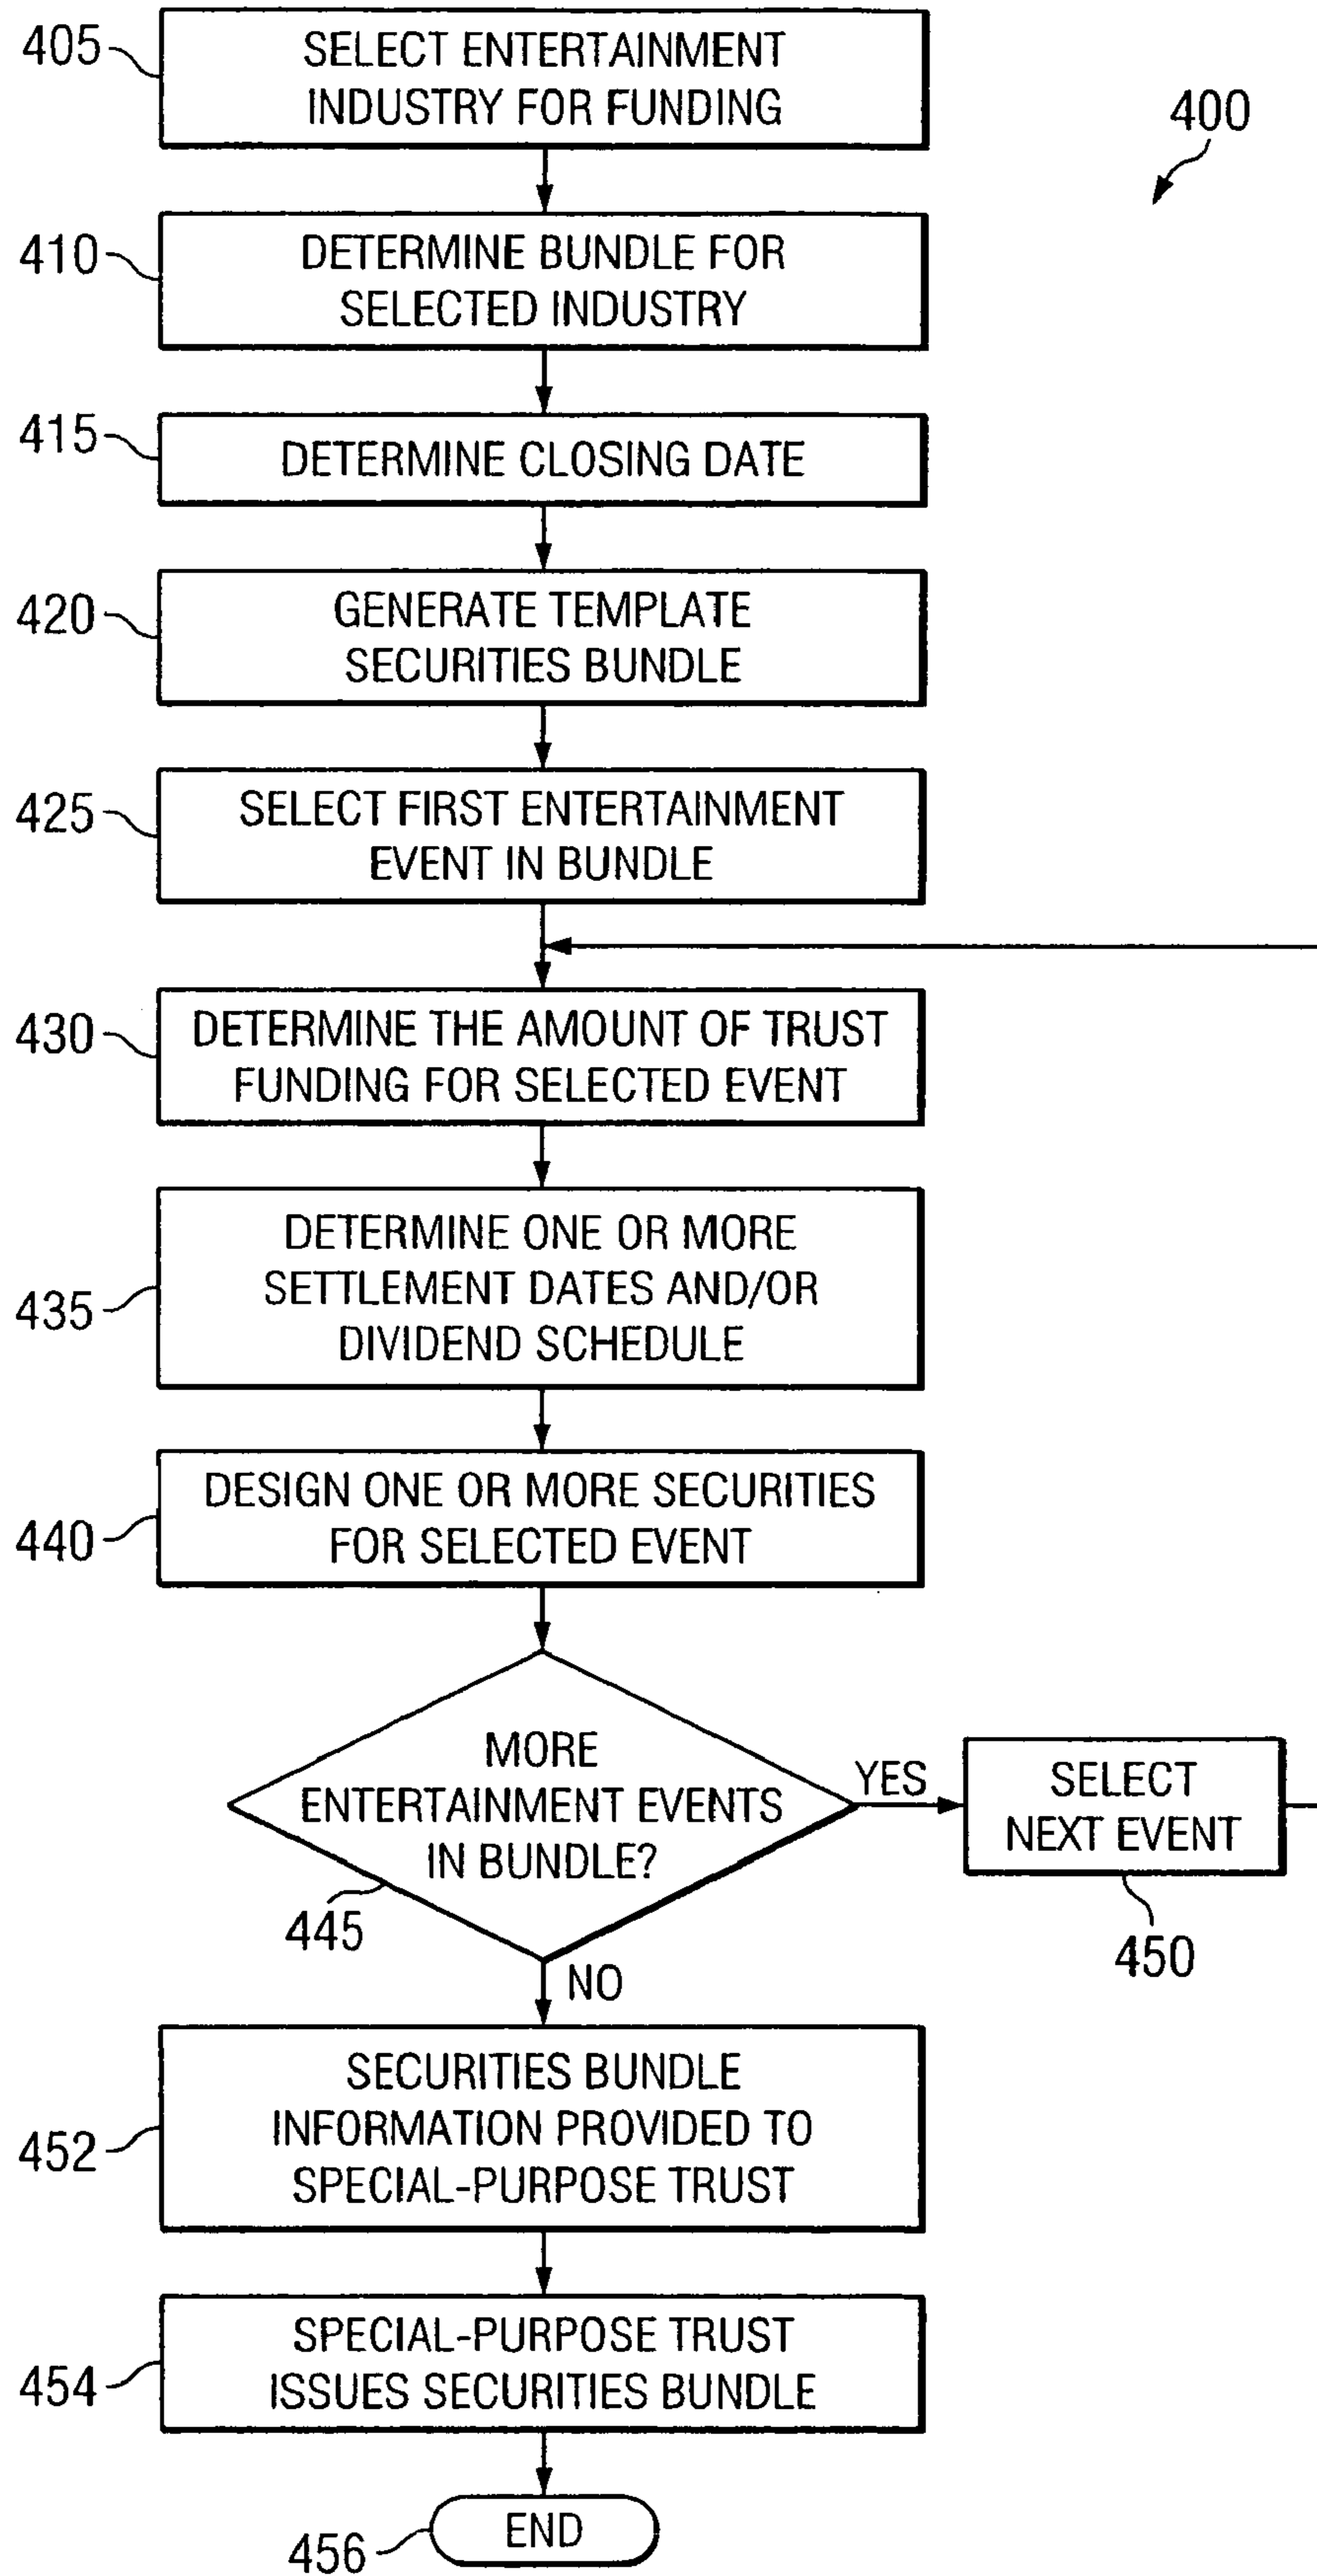 405
SELECT ENTERTAINMENT
INDUSTRY FOR FUNDING
400
410
DETERMINE BUNDLE FOR
SELECTED INDUSTRY
415
DETERMINE CLOSING DATE
420
GENERATE TEMPLATE
SECURITIES BUNDLE
425
SELECT FIRST ENTERTAINMENT
EVENT IN BUNDLE
430
DETERMINE THE AMOUNT OF TRUST
FUNDING FOR SELECTED EVENT
435
DETERMINE ONE OR MORE
SETTLEMENT DATES AND/OR
DIVIDEND SCHEDULE
440
DESIGN ONE OR MORE SECURITIES
FOR SELECTED EVENT
MORE
ENTERTAINMENT EVENTS
IN BUNDLE?
445
YES
SELECT
NEXT EVENT
450
NO
452
SECURITIES BUNDLE
INFORMATION PROVIDED TO
SPECIAL-PURPOSE TRUST
454
SPECIAL-PURPOSE TRUST
ISSUES SECURITIES BUNDLE
456
END